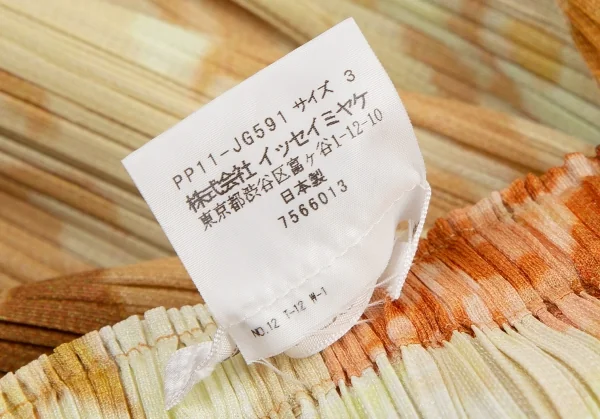 PP11-JG591 サイズ 3
株式会社 イッセイミヤケ
東京都渋谷区富ヶ谷1-12-10
日本製
7566013
NO.12 T-12 W-1